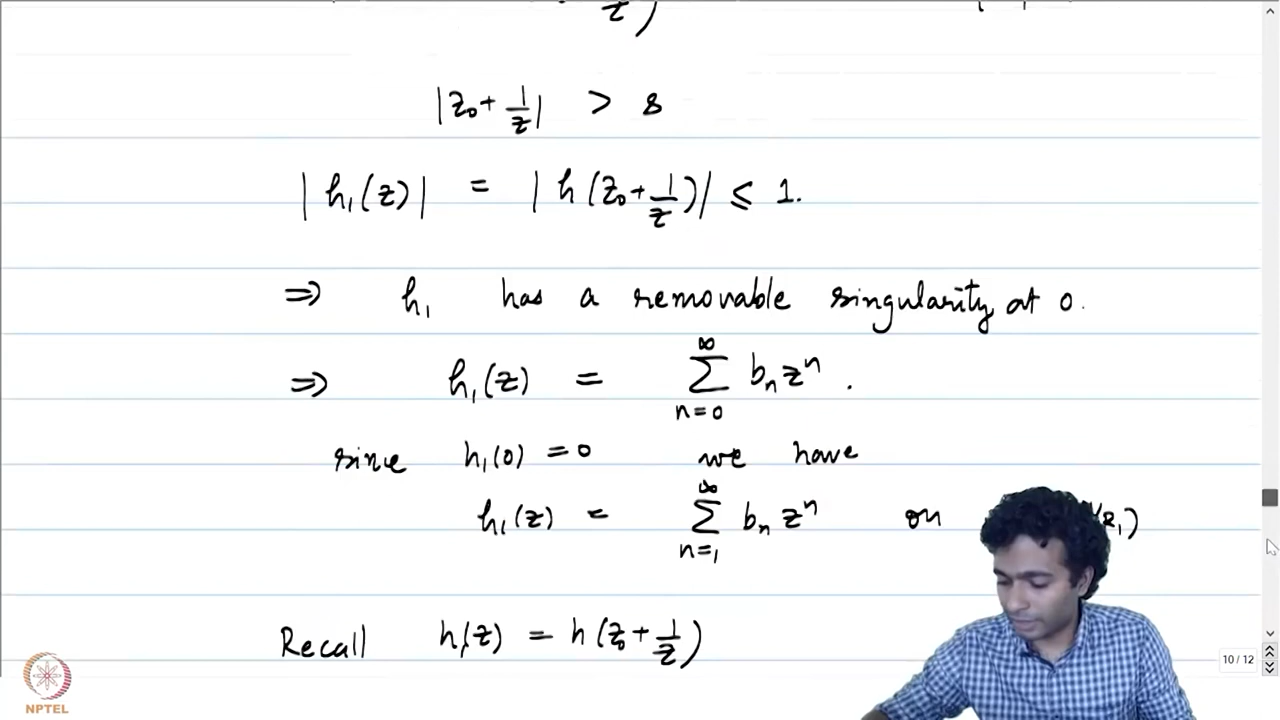 z)
|z₀ + 1/z| > s
|h₁(z)| = |h(z₀ + 1/z)| ≤ 1.
⇒ h₁ has a removable singularity at 0.
⇒ h₁(z) = ∑_{n=0}^{∞} bₙzⁿ.
since h₁(0) = 0 we have
h₁(z) = ∑_{n=1}^{∞} bₙzⁿ on R₁)
Recall h₁(z) = h(z₀ + 1/z)
10 / 12
NPTEL